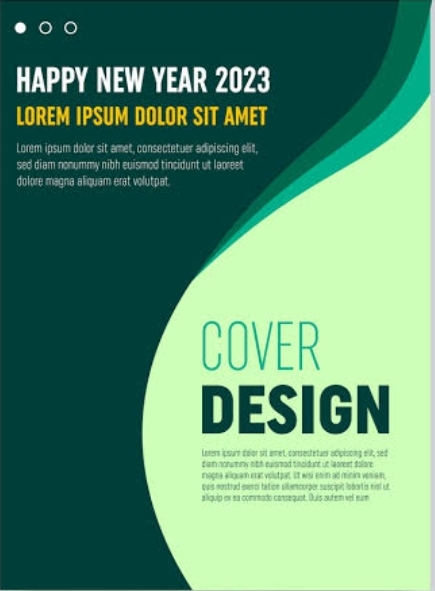 HAPPY NEW YEAR 2023
LOREM IPSUM DOLOR SIT AMET
Lorem ipsum dolor sit amet, consectetuer adipiscing elit,
sed diam nonummy nibh euismod tincidunt ut laoreet
dolore magna aliquam erat volutpat.
COVER
DESIGN
Lorem ipsum dolor sit amet, consectetuer adipiscing elit, sed
diam nonummy nibh euismod tincidunt ut laoreet dolore
magna aliquam erat volutpat. Ut wisi enim ad minim veniam,
quis nostrud exerci tation ullamcorper suscipit lobortis nisl ut
aliquip ex ea commodo consequat. Duis autem vel eum